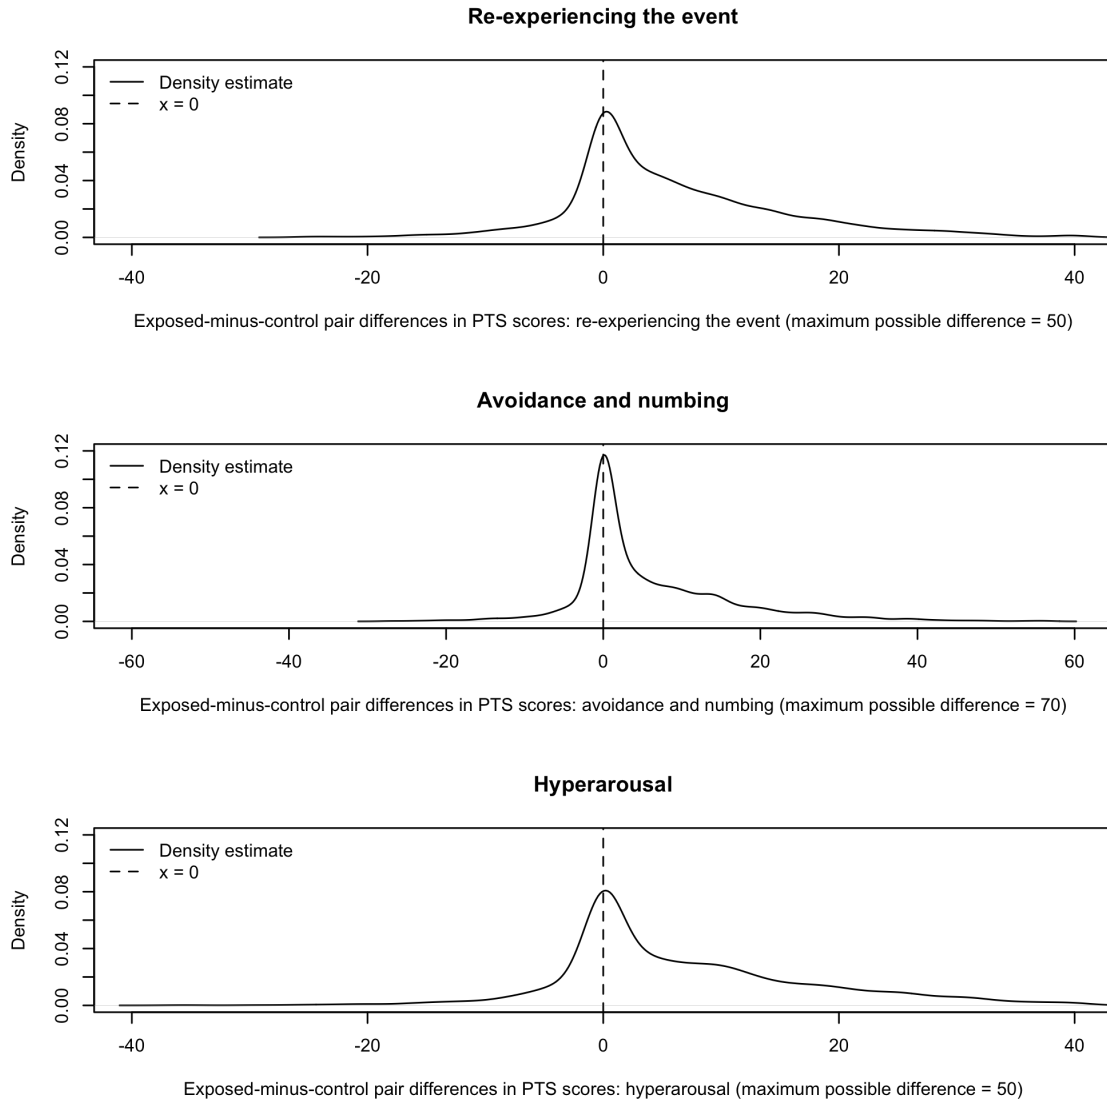 Re-experiencing the event
Density estimate
x = 0
Density
0.00 0.04 0.08 0.12
-40 -20 0 20 40
Exposed-minus-control pair differences in PTS scores: re-experiencing the event (maximum possible difference = 50)
Avoidance and numbing
Density estimate
x = 0
Density
0.00 0.04 0.08 0.12
-60 -40 -20 0 20 40 60
Exposed-minus-control pair differences in PTS scores: avoidance and numbing (maximum possible difference = 70)
Hyperarousal
Density estimate
x = 0
Density
0.00 0.04 0.08 0.12
-40 -20 0 20 40
Exposed-minus-control pair differences in PTS scores: hyperarousal (maximum possible difference = 50)